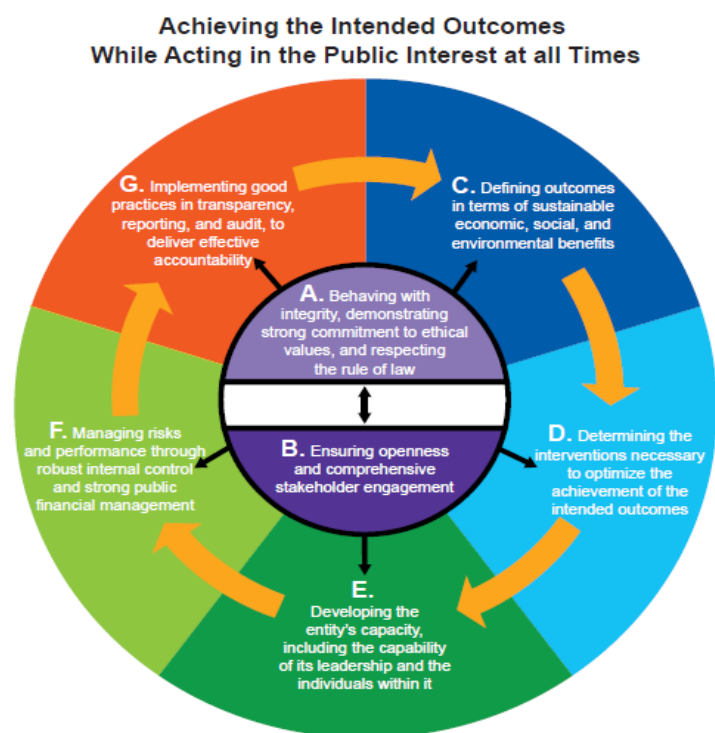 Achieving the Intended Outcomes
While Acting in the Public Interest at all Times
A. Behaving with
integrity, demonstrating
strong commitment to ethical
values, and respecting
the rule of law
B. Ensuring openness
and comprehensive
stakeholder engagement
C. Defining outcomes
in terms of sustainable
economic, social, and
environmental benefits
D. Determining the
interventions necessary
to optimize the
achievement of the
intended outcomes
E.
Developing the
entity's capacity,
including the capability
of its leadership and the
individuals within it
F. Managing risks
and performance through
robust internal control
and strong public
financial management
G. Implementing good
practices in transparency,
reporting, and audit, to
deliver effective
accountability